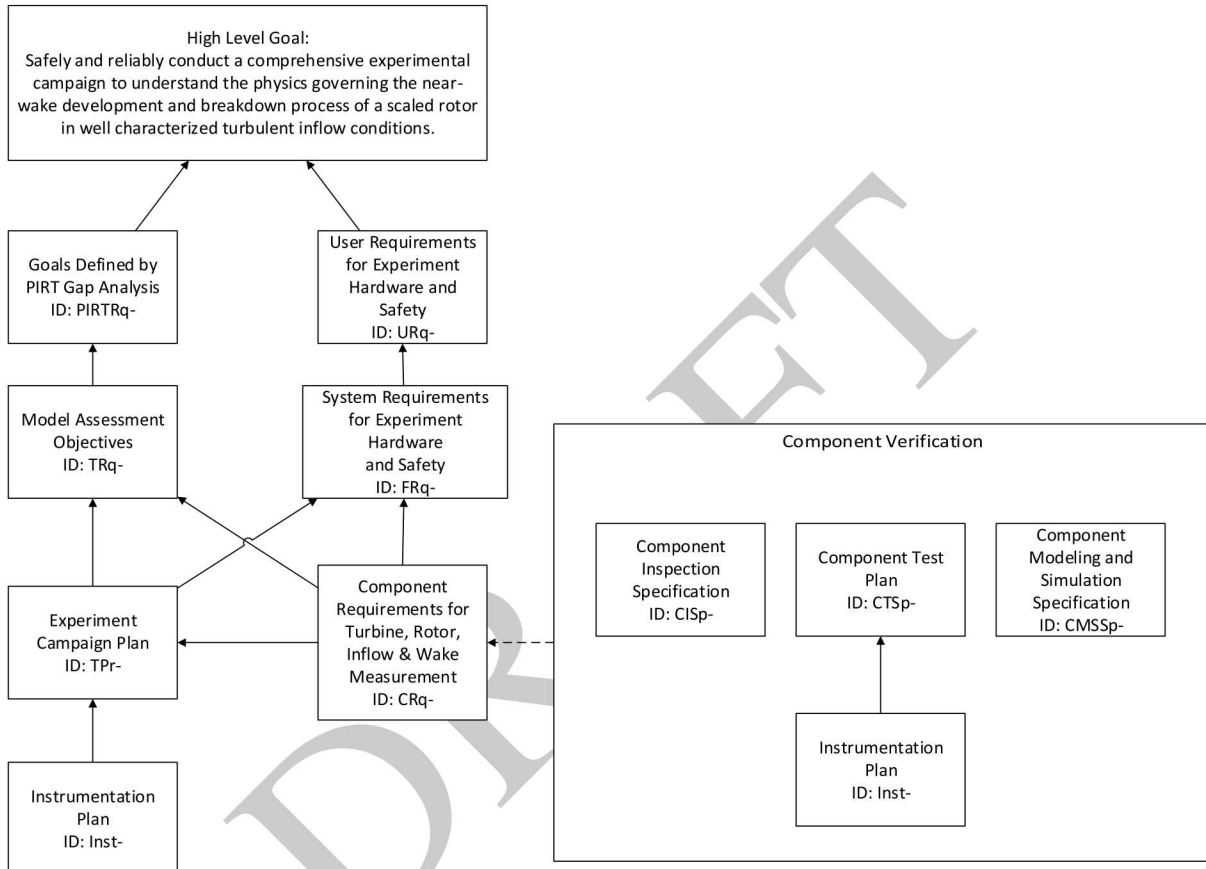 High Level Goal:
Safely and reliably conduct a comprehensive experimental
campaign to understand the physics governing the near-
wake development and breakdown process of a scaled rotor
in well characterized turbulent inflow conditions.
Goals Defined by
PIRT Gap Analysis
ID: PIRTRq-
User Requirements
for Experiment
Hardware and
Safety
ID: URq-
Model Assessment
Objectives
ID: TRq-
System Requirements
for Experiment
Hardware
and Safety
ID: FRq-
Experiment
Campaign Plan
ID: TPr-
Component
Requirements for
Turbine, Rotor,
Inflow & Wake
Measurement
ID: CRq-
Instrumentation
Plan
ID: Inst-
Component Verification
Component
Inspection
Specification
ID: CISp-
Component Test
Plan
ID: CTSp-
Component
Modeling and
Simulation
Specification
ID: CMSSp-
Instrumentation
Plan
ID: Inst-
DRAFT